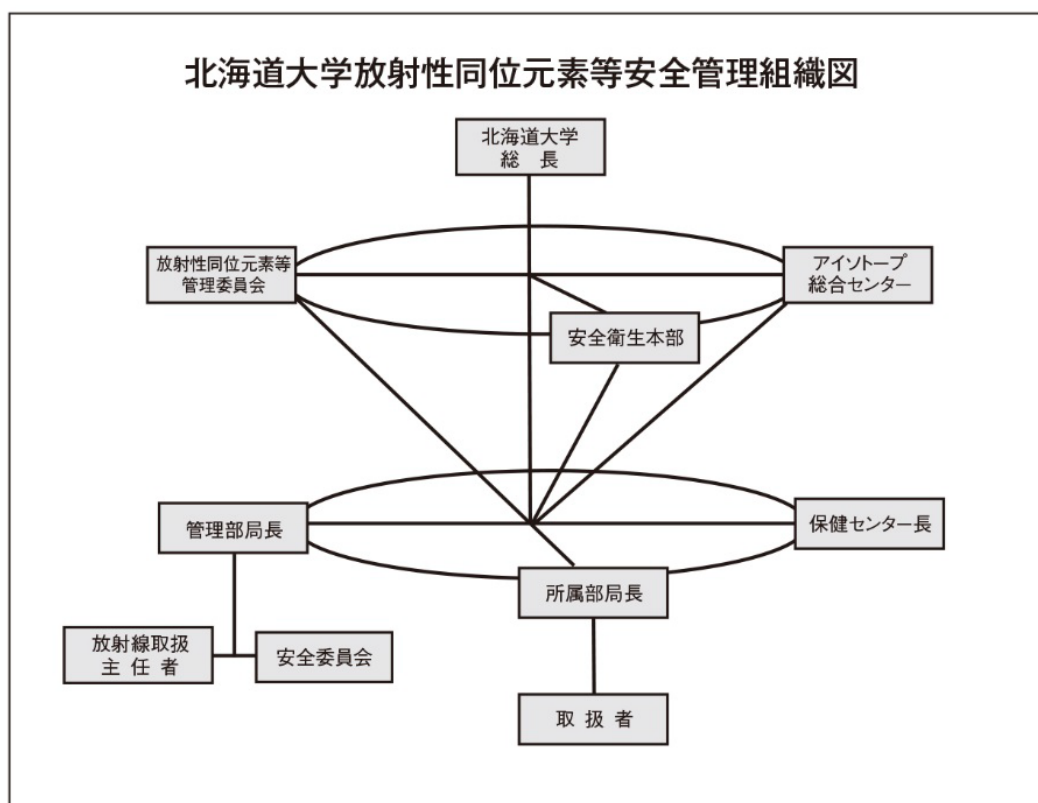 北海道大学放射性同位元素等安全管理組織図
北海道大学
総 長
放射性同位元素等
管理委員会
アイソトープ
総合センター
安全衛生本部
管理部局長
保健センター長
所属部局長
放射線取扱
主 任 者
安全委員会
取 扱 者